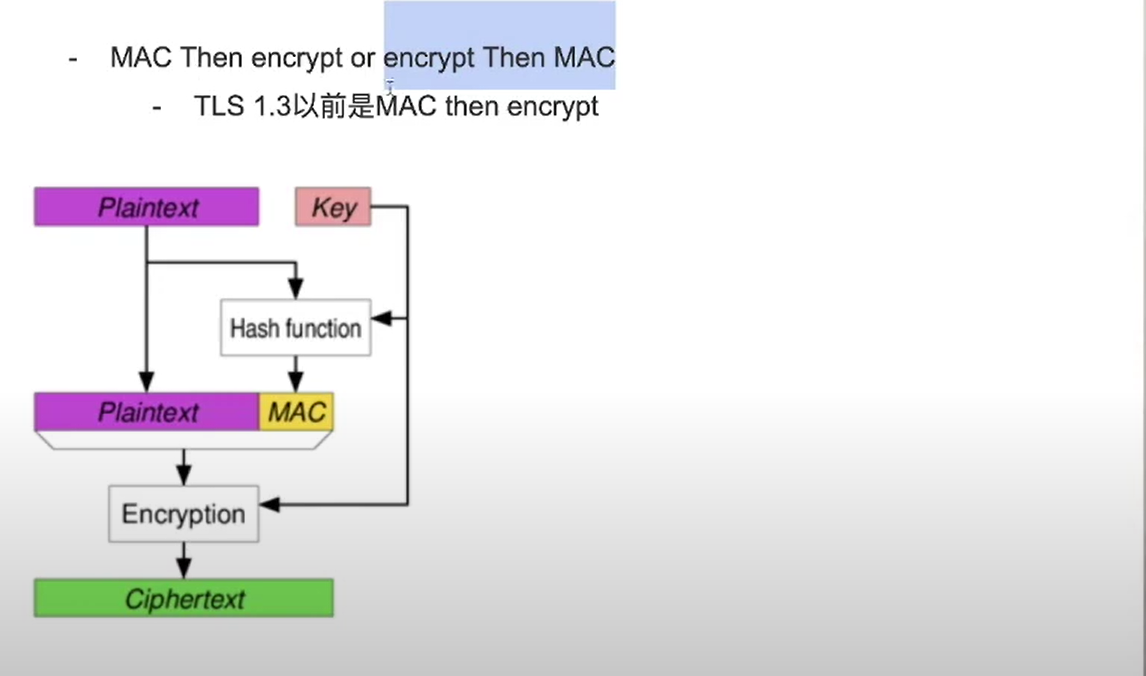 - MAC Then encrypt or encrypt Then MAC
- TLS 1.3以前是MAC then encrypt
Plaintext
Key
Hash function
Plaintext
MAC
Encryption
Ciphertext